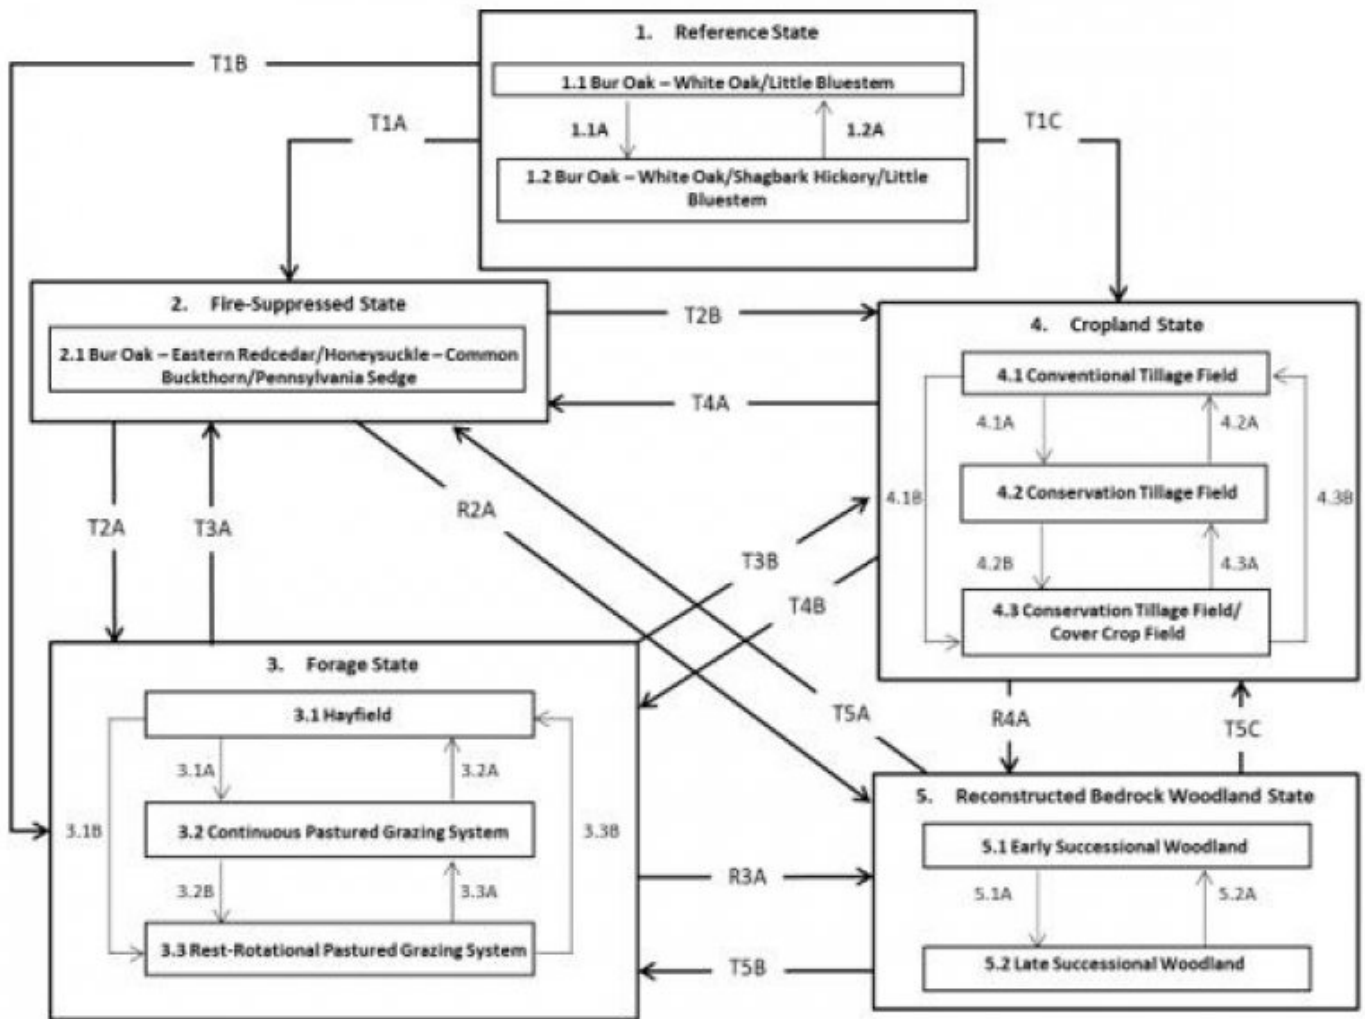 1. Reference State
1.1 Bur Oak – White Oak/Little Bluestem
1.1A
1.2A
1.2 Bur Oak – White Oak/Shagbark Hickory/Little
Bluestem
T1B
T1A
T1C
2. Fire-Suppressed State
2.1 Bur Oak – Eastern Redcedar/Honeysuckle – Common
Buckthorn/Pennsylvania Sedge
T2B
T4A
4. Cropland State
4.1 Conventional Tillage Field
4.1A
4.2A
4.2 Conservation Tillage Field
4.1B
4.3B
4.2B
4.3A
4.3 Conservation Tillage Field/
Cover Crop Field
T2A
T3A
R2A
T3B
T4B
3. Forage State
3.1 Hayfield
3.1A
3.2A
3.2 Continuous Pastured Grazing System
3.1B
3.3B
3.2B
3.3A
3.3 Rest-Rotational Pastured Grazing System
T5A
R4A
T5C
R3A
T5B
5. Reconstructed Bedrock Woodland State
5.1 Early Successional Woodland
5.1A
5.2A
5.2 Late Successional Woodland